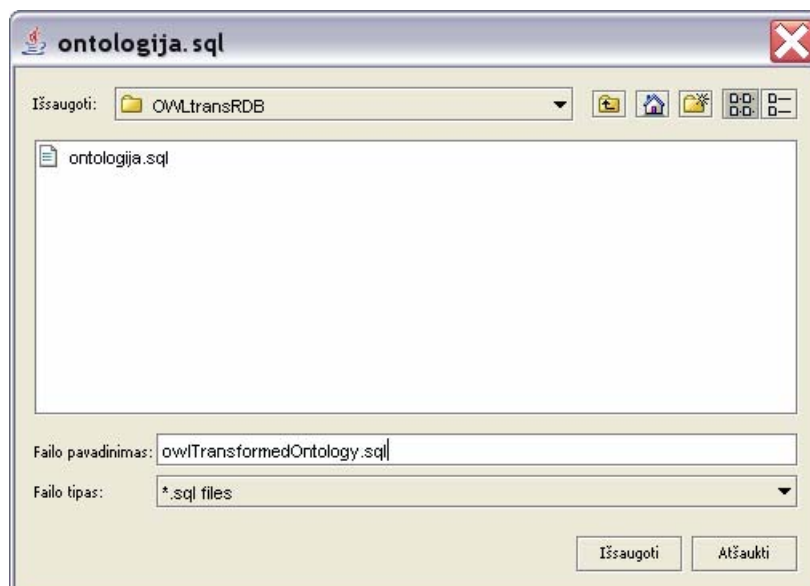 ontologija.sql
Išsaugoti: OWLtransRDB
ontologija.sql
Failo pavadinimas: owlTransformedOntology.sql
Failo tipas: *.sql files
Išsaugoti Atšaukti